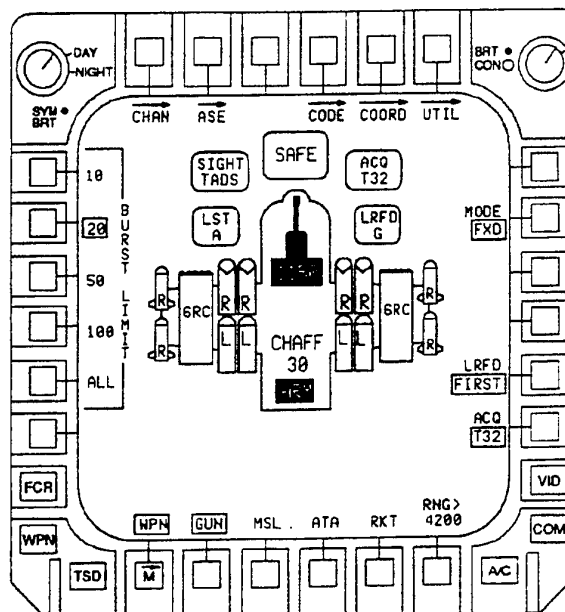 DAY
NIGHT
SYM
BRT
BRT
CON
CHAN ASE CODE COORD UTIL
10
20
50
100
ALL
BURST LIMIT
SIGHT
TADS
SAFE
ACQ
T32
LST
A
LRFD
G
MODE
FXD
R 6RC R R R R 6RC R
R L L L L R
CHAFF
30
LRFD
FIRST
ACQ
T32
FCR
VID
WPN
COM
WPN GUN MSL ATA RKT RNG>
4200
TSD
M
A/C